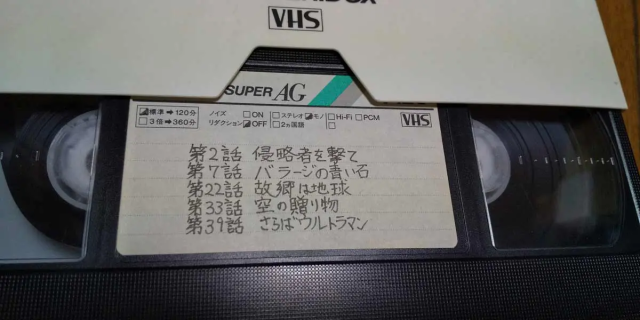 VHS
SUPER AG
標準➡120分 ノイズ ON ステレオ モノ Hi-Fi PCM
3倍➡360分 リダクション OFF 2ヵ国語 VHS
第2話 侵略者を撃て
第7話 バラージの青い石
第22話 故郷は地球
第33話 空の贈り物
第39話 さらばウルトラマン